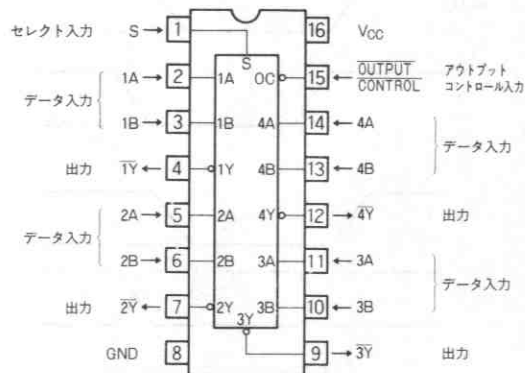 セレクト入力 S 1 16 VCC
S
1A 2 1A OC 15 OUTPUT アウトプット
データ入力 CONTROL コントロール入力
1B 3 1B 4A 14 4A
データ入力
出力 1Y 4 1Y 4B 13 4B
2A 5 2A 4Y 12 4Y 出力
データ入力
2B 6 2B 3A 11 3A
データ入力
出力 2Y 7 2Y 3B 10 3B
3Y
GND 8 9 3Y 出力